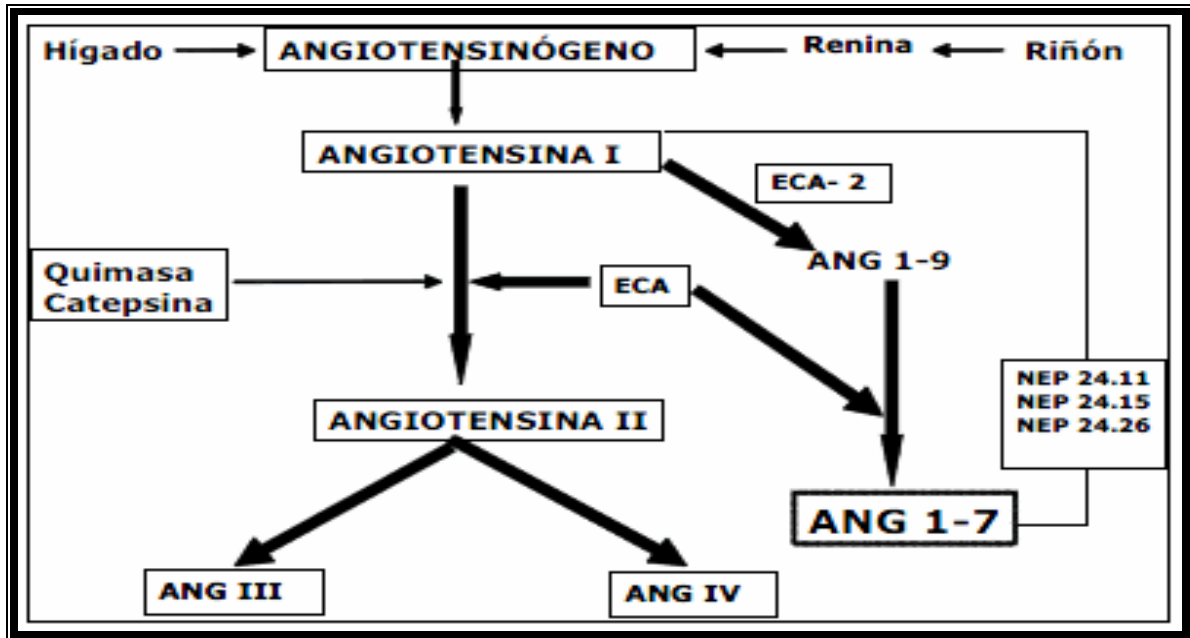 Hígado
ANGIOTENSINÓGENO
Renina
Riñón
ANGIOTENSINA I
ECA- 2
ANG 1-9
Quimasa
Catepsina
ECA
NEP 24.11
NEP 24.15
NEP 24.26
ANGIOTENSINA II
ANG 1-7
ANG III
ANG IV